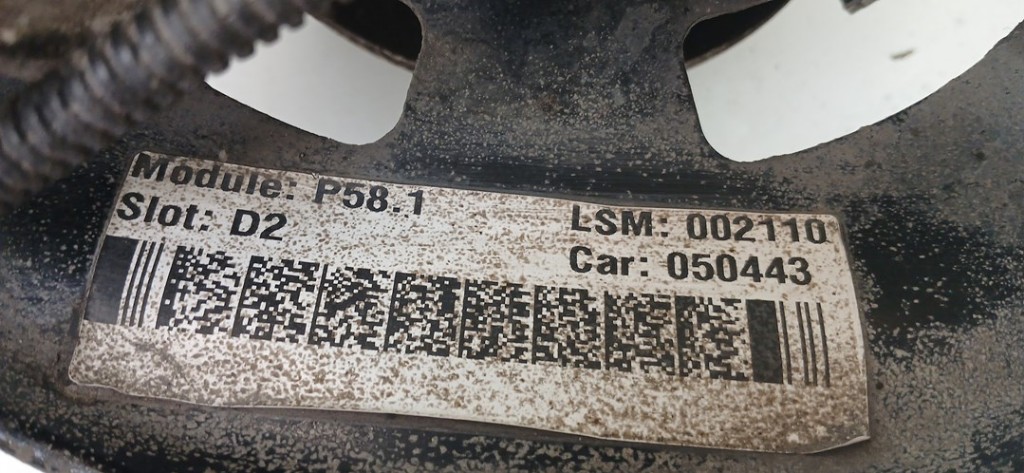 Module: P58.1
Slot: D2
LSM: 002110
Car: 050443